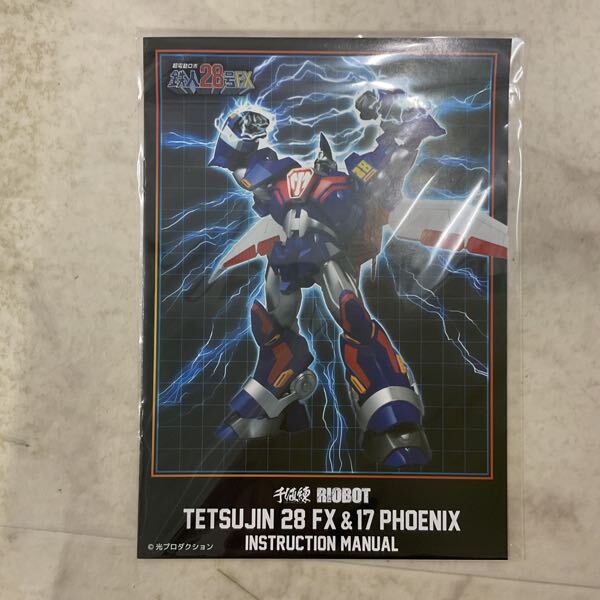 超電動ロボ
鉄人28号FX
28
千値練 RIOBOT
TETSUJIN 28 FX & 17 PHOENIX
INSTRUCTION MANUAL
© 光プロダクション